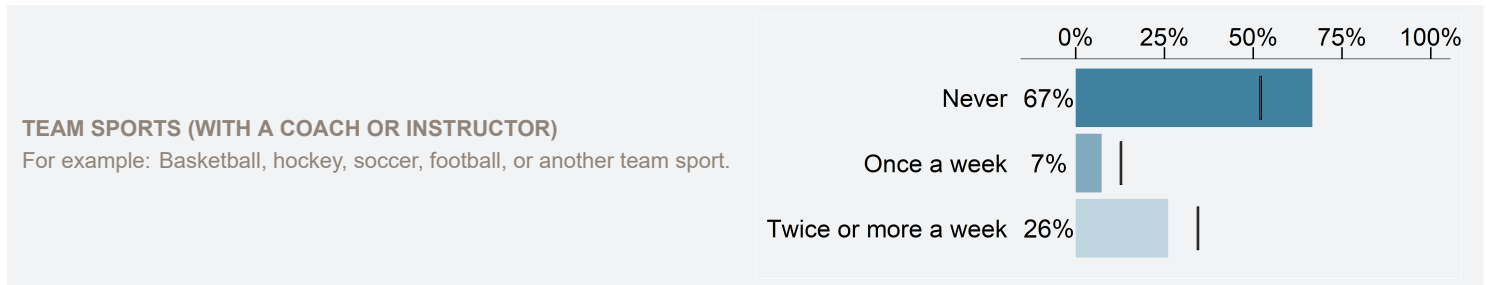 0% 25% 50% 75% 100%
Never 67%
TEAM SPORTS (WITH A COACH OR INSTRUCTOR)
For example: Basketball, hockey, soccer, football, or another team sport.
Once a week 7%
Twice or more a week 26%